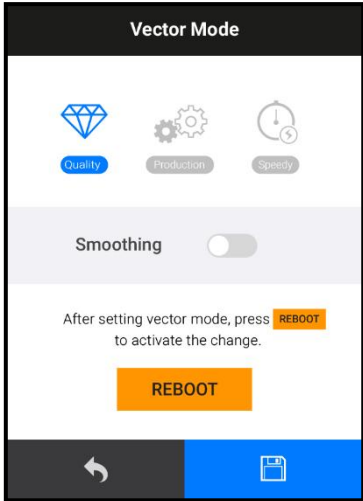 Vector Mode
Quality Production Speedy
Smoothing
After setting vector mode, press REBOOT
to activate the change.
REBOOT